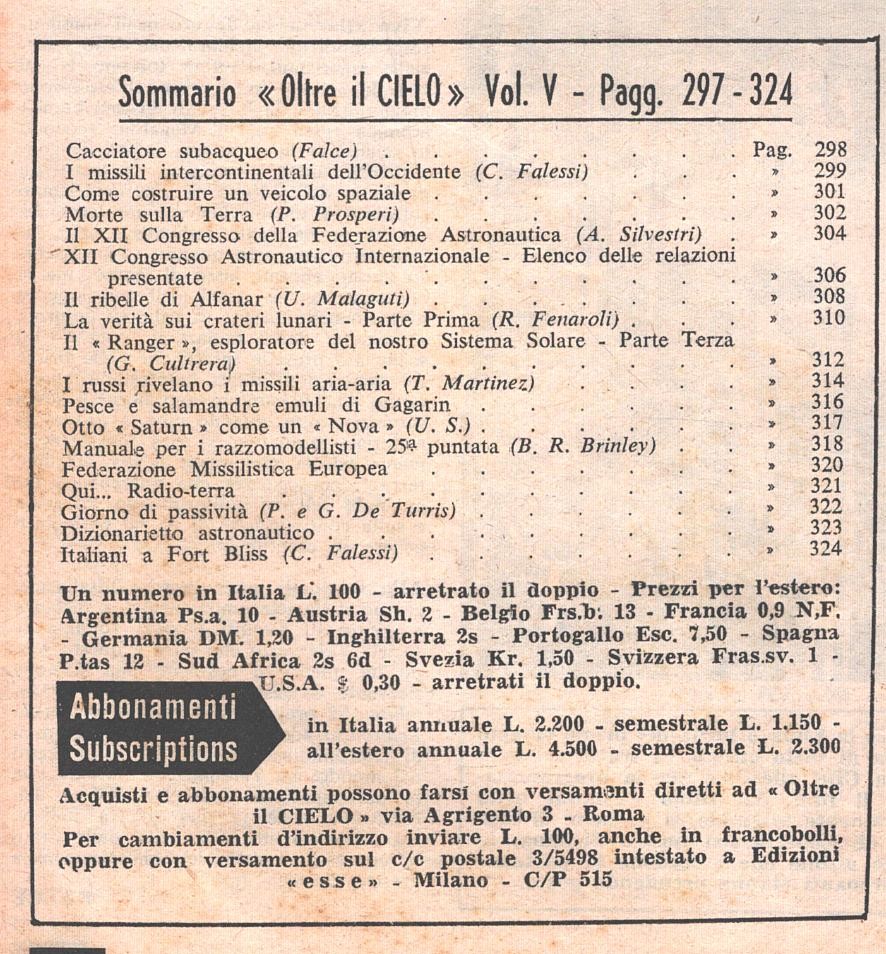 Sommario «Oltre il CIELO» Vol. V - Pagg. 297 - 324
Cacciatore subacqueo (Falce) . . . . . . . . Pag. 298
I missili intercontinentali dell'Occidente (C. Falessi) . . . » 299
Come costruire un veicolo spaziale . . . . . . . » 301
Morte sulla Terra (P. Prosperi) . . . . . . . » 302
Il XII Congresso della Federazione Astronautica (A. Silvestri) . » 304
XII Congresso Astronautico Internazionale - Elenco delle relazioni
presentate . . . . . . . . . . . » 306
Il ribelle di Alfanar (U. Malaguti) . . . . . . . » 308
La verità sui crateri lunari - Parte Prima (R. Fenaroli) . . . » 310
Il « Ranger », esploratore del nostro Sistema Solare - Parte Terza
(G. Cultrera) . . . . . . . . . . » 312
I russi rivelano i missili aria-aria (T. Martinez) . . . . » 314
Pesce e salamandre emuli di Gagarin . . . . . . » 316
Otto « Saturn » come un « Nova » (U. S.) . . . . . . » 317
Manuale per i razzomodellisti - 25ª puntata (B. R. Brinley) . . » 318
Federazione Missilistica Europea . . . . . . . » 320
Qui... Radio-terra . . . . . . . . . . » 321
Giorno di passività (P. e G. De Turris) . . . . . . » 322
Dizionarietto astronautico . . . . . . . . . » 323
Italiani a Fort Bliss (C. Falessi) . . . . . . . » 324
Un numero in Italia L. 100 - arretrato il doppio - Prezzi per l'estero:
Argentina Ps.a. 10 - Austria Sh. 2 - Belgio Frs.b. 13 - Francia 0,9 N.F.
- Germania DM. 1,20 - Inghilterra 2s - Portogallo Esc. 7,50 - Spagna
P.tas 12 - Sud Africa 2s 6d - Svezia Kr. 1,50 - Svizzera Fras.sv. 1 -
U.S.A. $ 0,30 - arretrati il doppio.
Abbonamenti
Subscriptions
in Italia annuale L. 2.200 - semestrale L. 1.150 -
all'estero annuale L. 4.500 - semestrale L. 2.300
Acquisti e abbonamenti possono farsi con versamenti diretti ad « Oltre
il CIELO » via Agrigento 3 - Roma
Per cambiamenti d'indirizzo inviare L. 100, anche in francobolli,
oppure con versamento sul c/c postale 3/5498 intestato a Edizioni
« esse » - Milano - C/P 515